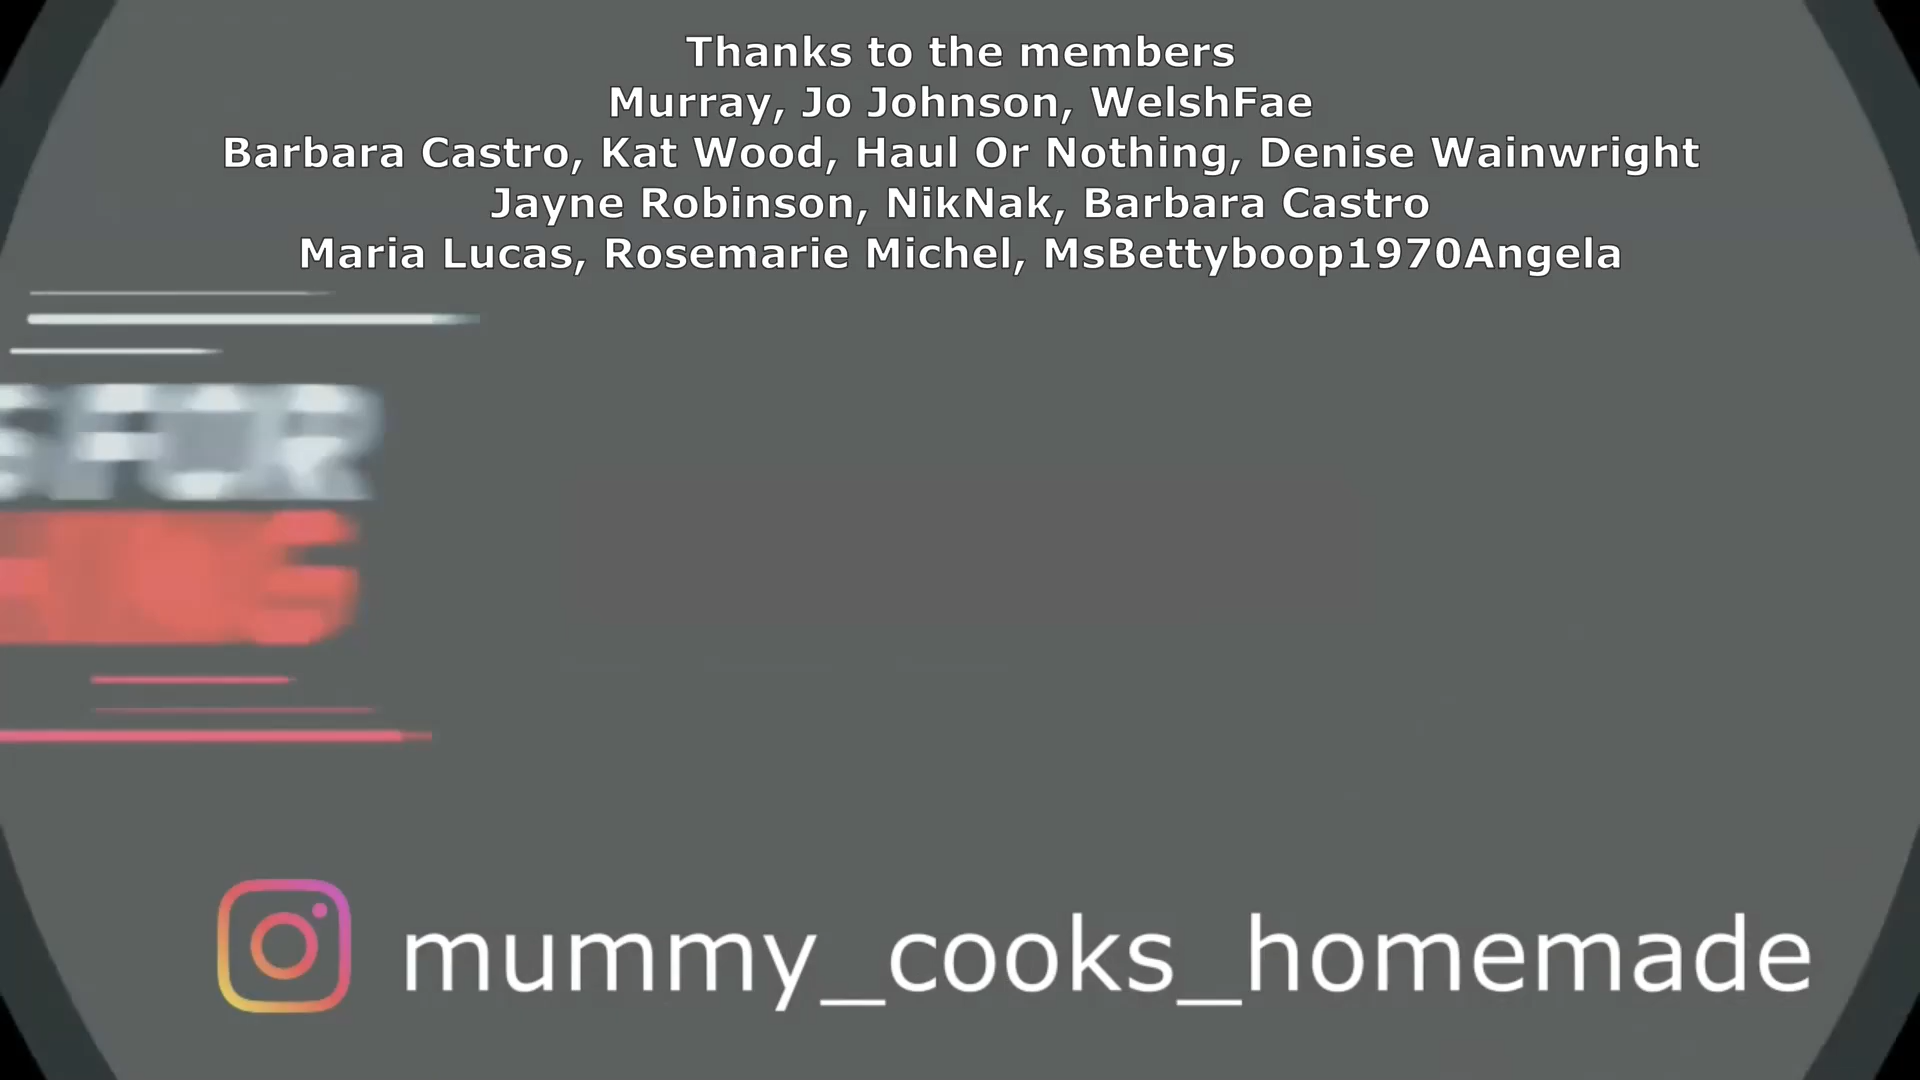 Thanks to the members
Murray, Jo Johnson, WelshFae
Barbara Castro, Kat Wood, Haul Or Nothing, Denise Wainwright
Jayne Robinson, NikNak, Barbara Castro
Maria Lucas, Rosemarie Michel, MsBettyboop1970Angela
FOR
mummy_cooks_homemade